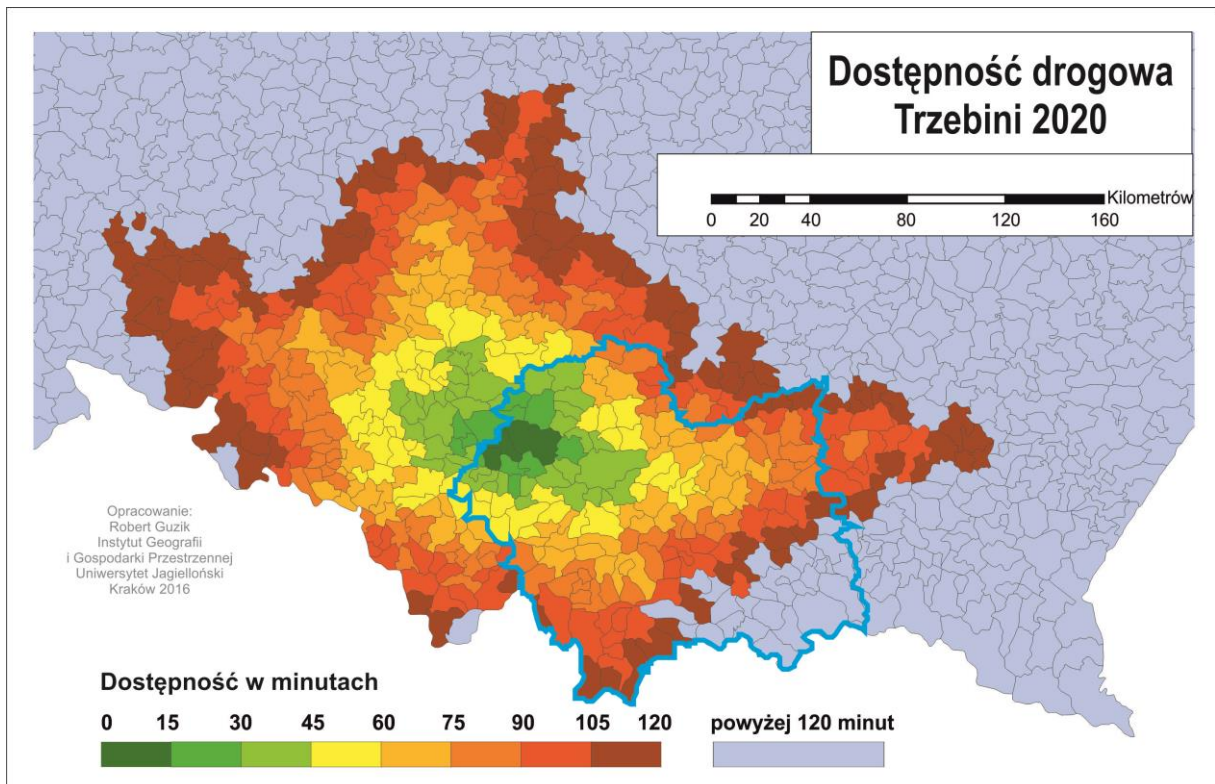 Dostępność drogowa
Trzebini 2020
Kilometrów
0 20 40 80 120 160
Opracowanie:
Robert Guzik
Instytut Geografii
i Gospodarki Przestrzennej
Uniwersytet Jagielloński
Kraków 2016
Dostępność w minutach
0 15 30 45 60 75 90 105 120 powyżej 120 minut